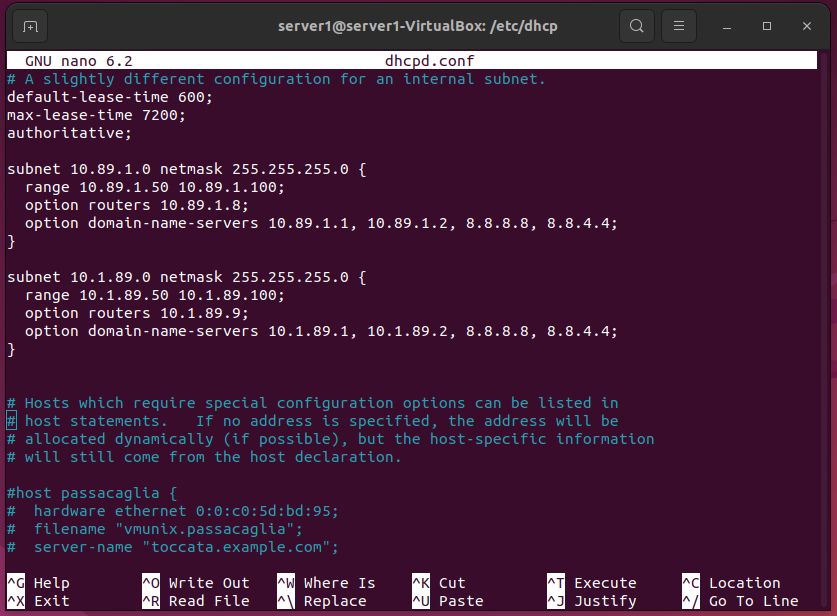 server1@server1-VirtualBox: /etc/dhcp
GNU nano 6.2 dhcpd.conf
# A slightly different configuration for an internal subnet.
default-lease-time 600;
max-lease-time 7200;
authoritative;

subnet 10.89.1.0 netmask 255.255.255.0 {
  range 10.89.1.50 10.89.1.100;
  option routers 10.89.1.8;
  option domain-name-servers 10.89.1.1, 10.89.1.2, 8.8.8.8, 8.8.4.4;
}

subnet 10.1.89.0 netmask 255.255.255.0 {
  range 10.1.89.50 10.1.89.100;
  option routers 10.1.89.9;
  option domain-name-servers 10.1.89.1, 10.1.89.2, 8.8.8.8, 8.8.4.4;
}

# Hosts which require special configuration options can be listed in
# host statements.   If no address is specified, the address will be
# allocated dynamically (if possible), but the host-specific information
# will still come from the host declaration.

#host passacaglia {
#  hardware ethernet 0:0:c0:5d:bd:95;
#  filename "vmunix.passacaglia";
#  server-name "toccata.example.com";

^G Help ^O Write Out ^W Where Is ^K Cut ^T Execute ^C Location
^X Exit ^R Read File ^\ Replace ^U Paste ^J Justify ^/ Go To Line